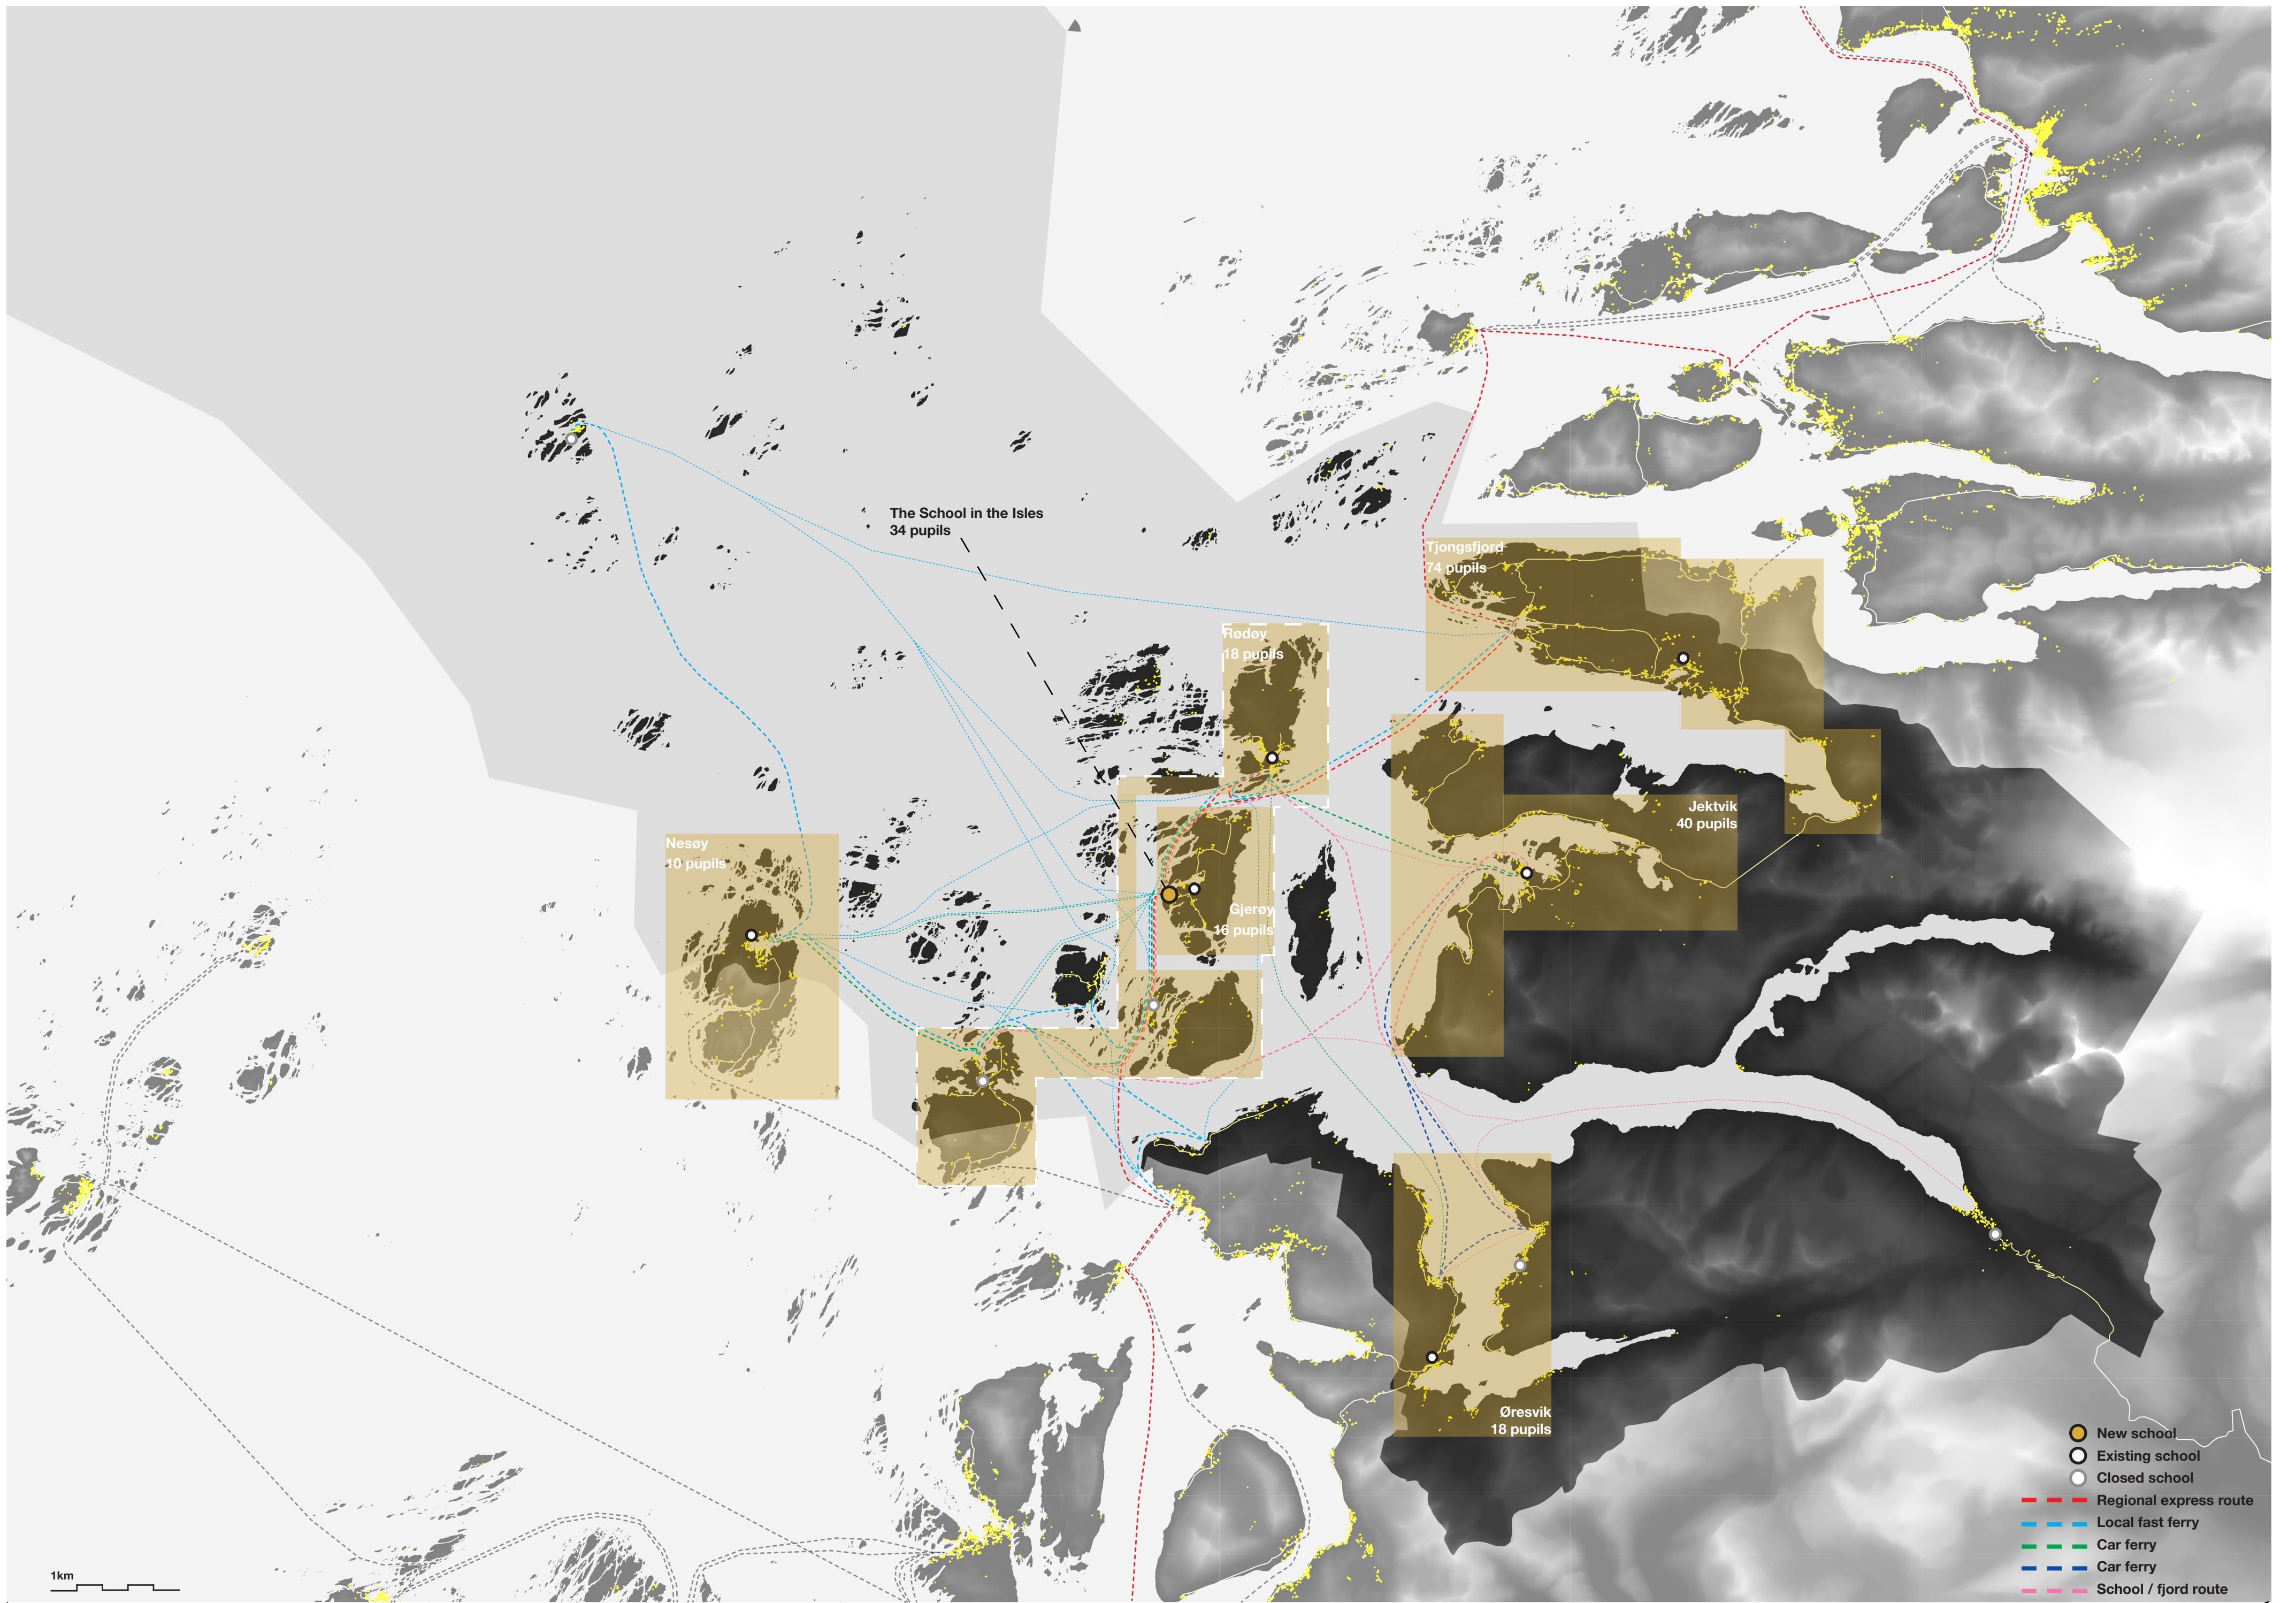 The School in the Isles
34 pupils
Tjongsfjord
74 pupils
Rødøy
18 pupils
Jektvik
40 pupils
Nesøy
10 pupils
Gjerøy
16 pupils
Øresvik
18 pupils
New school
Existing school
Closed school
Regional express route
Local fast ferry
Car ferry
Car ferry
School / fjord route
1km